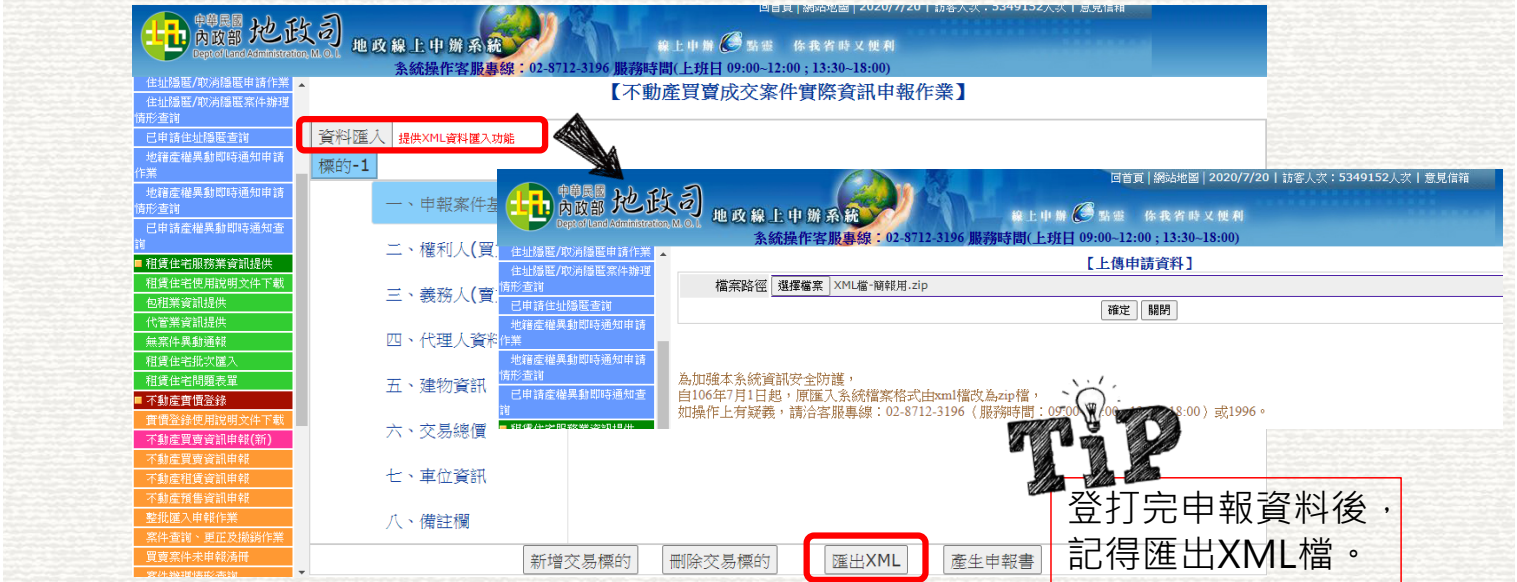 中華民國
內政部
地政司
Dept of Land Administration, M. O. I.
地政線上申辦系統
回首頁 | 網站地圖 | 2020/7/20 | 訪客人次：5349152人次 | 意見信箱
線上申辦 點靈 你我省時又便利
系統操作客服專線：02-8712-3196 服務時間(上班日 09:00~12:00 ; 13:30~18:00)
住址隱匿/取消隱匿申請作業
住址隱匿/取消隱匿案件辦理
情形查詢
已申請住址隱匿查詢
地籍產權異動即時通知申請
作業
地籍產權異動即時通知申請
情形查詢
已申請產權異動即時通知查
詢
租賃住宅服務業資訊提供
租賃住宅使用說明文件下載
包租業資訊提供
代管業資訊提供
無案件異動通報
租賃住宅批次匯入
租賃住宅問題表單
不動產實價登錄
實價登錄使用說明文件下載
不動產買賣資訊申報(新)
不動產買賣資訊申報
不動產租賃資訊申報
不動產預售資訊申報
整批匯入申報作業
案件查詢、更正及撤銷作業
買賣案件未申報清冊
案件辦理情形查詢
【不動產買賣成交案件實際資訊申報作業】
資料匯入 提供XML資料匯入功能
標的-1
一、申報案件基
二、權利人(買
三、義務人(賣
四、代理人資料
五、建物資訊
六、交易總價
七、車位資訊
八、備註欄
新增交易標的 刪除交易標的 匯出XML 產生申報書
中華民國
內政部
地政司
Dept of Land Administration, M. O. I.
地政線上申辦系統
回首頁 | 網站地圖 | 2020/7/20 | 訪客人次：5349152人次 | 意見信箱
線上申辦 點靈 你我省時又便利
系統操作客服專線：02-8712-3196 服務時間(上班日 09:00~12:00 ; 13:30~18:00)
住址隱匿/取消隱匿申請作業
住址隱匿/取消隱匿案件辦理
情形查詢
已申請住址隱匿查詢
地籍產權異動即時通知申請
作業
地籍產權異動即時通知申請
情形查詢
已申請產權異動即時通知查
詢
租賃住宅服務業資訊提供
【上傳申請資料】
檔案路徑 選擇檔案 XML檔-簡報用.zip
確定 關閉
為加強本系統資訊安全防護，
自106年7月1日起，原匯入系統檔案格式由xml檔改為zip檔，
如操作上有疑義，請洽客服專線：02-8712-3196（服務時間：09:00 18:00）或1996。
TiP
登打完申報資料後，
記得匯出XML檔。